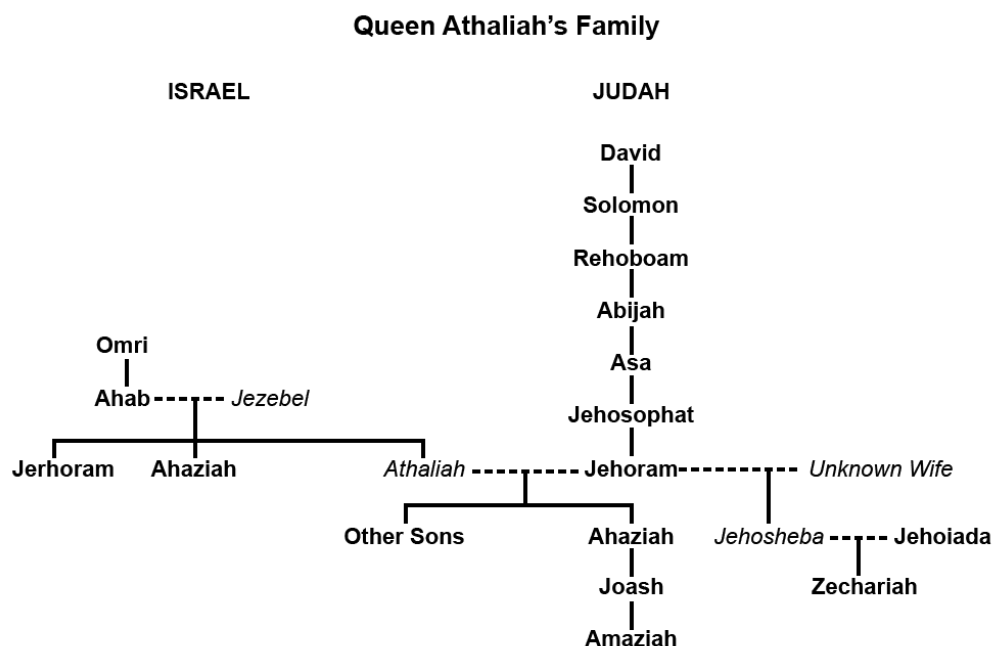 Queen Athaliah's Family
ISRAEL JUDAH
David
Solomon
Rehoboam
Abijah
Omri
Asa
Ahab Jezebel
Jehosophat
Jerhoram Ahaziah Athaliah Jehoram Unknown Wife
Other Sons Ahaziah Jehosheba Jehoiada
Joash Zechariah
Amaziah